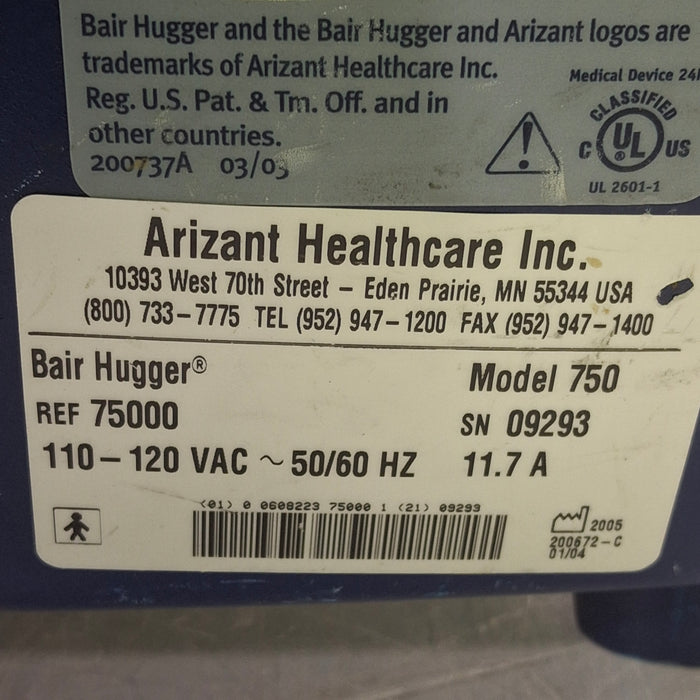 Bair Hugger and the Bair Hugger and Arizant logos are
trademarks of Arizant Healthcare Inc.
Reg. U.S. Pat. & Tm. Off. and in
other countries.
200737A 03/03
Medical Device 24
CLASSIFIED
C UL® US
UL 2601-1
Arizant Healthcare Inc.
10393 West 70th Street – Eden Prairie, MN 55344 USA
(800) 733–7775 TEL (952) 947–1200 FAX (952) 947–1400
Bair Hugger® Model 750
REF 75000 SN 09293
110–120 VAC ~ 50/60 HZ 11.7 A
(01) 0 0608223 75000 1 (21) 09293
2005
200672–C
01/04